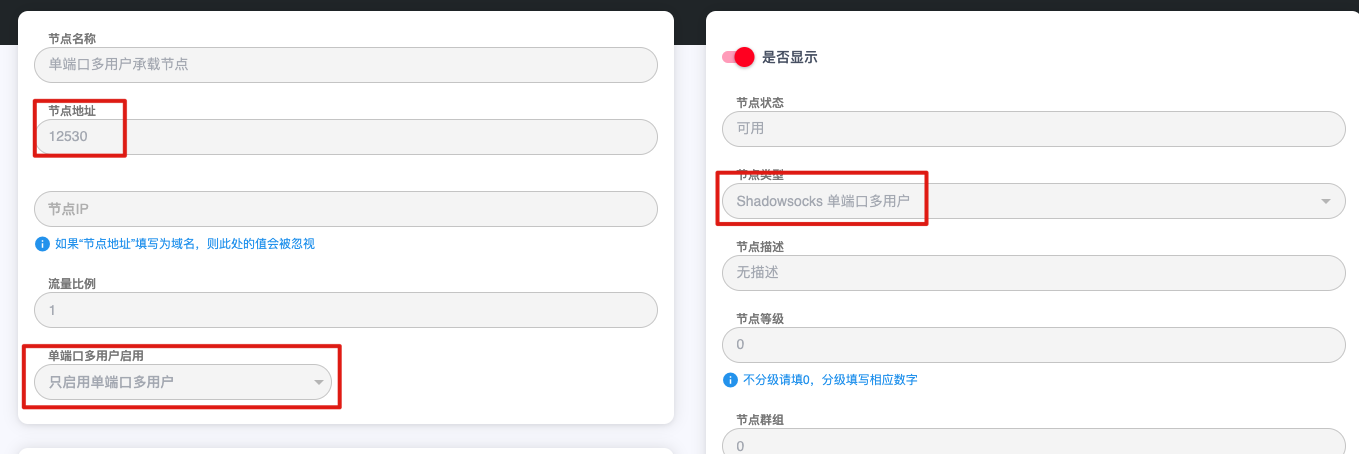 节点名称
单端口多用户承载节点
节点地址
12530
节点IP
如果“节点地址”填写为域名，则此处的值会被忽视
流量比例
1
单端口多用户启用
只启用单端口多用户
是否显示
节点状态
可用
节点类型
Shadowsocks 单端口多用户
节点描述
无描述
节点等级
0
不分级请填0，分级填写相应数字
节点群组
0